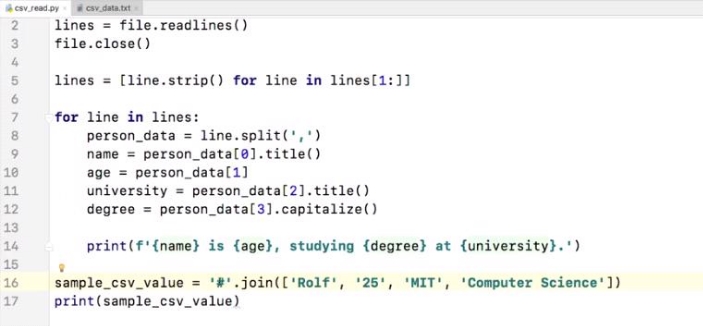 csv_read.py csv_data.txt
2 lines = file.readlines()
3 file.close()
4
5 lines = [line.strip() for line in lines[1:]]
6
7 for line in lines:
8 person_data = line.split(',')
9 name = person_data[0].title()
10 age = person_data[1]
11 university = person_data[2].title()
12 degree = person_data[3].capitalize()
13
14 print(f'{name} is {age}, studying {degree} at {university}.')
15
16 sample_csv_value = '#'.join(['Rolf', '25', 'MIT', 'Computer Science'])
17 print(sample_csv_value)